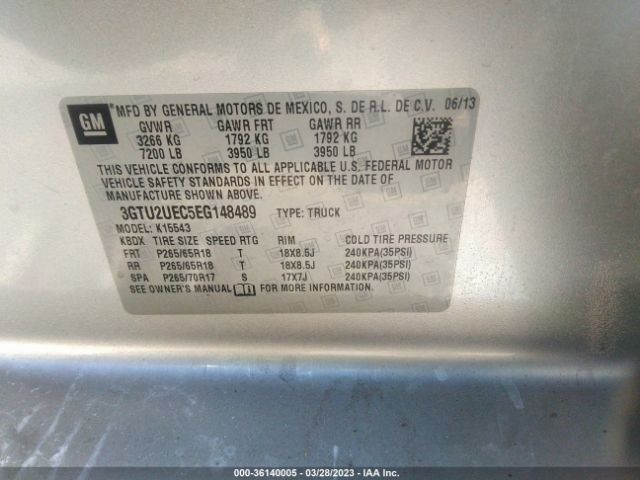 GM
*MFD BY GENERAL MOTORS DE MEXICO, S. DE R.L. DE C.V. 06/13
GVWR GAWR FRT GAWR RR
3266 KG 1792 KG 1792 KG
7200 LB 3950 LB 3950 LB
THIS VEHICLE CONFORMS TO ALL APPLICABLE U.S. FEDERAL MOTOR
VEHICLE SAFETY STANDARDS IN EFFECT ON THE DATE OF
MANUFACTURE SHOWN ABOVE.
3GTU2UEC5EG148489 TYPE: TRUCK
MODEL: K15543
KBDX TIRE SIZE SPEED RTG RIM COLD TIRE PRESSURE
FRT P265/65R18 T 18X8.5J 240KPA(35PSI)
RR P265/65R18 T 18X8.5J 240KPA(35PSI)
SPA P265/70R17 S 17X7J 240KPA(35PSI)
SEE OWNER'S MANUAL FOR MORE INFORMATION.
000-36140005 - 03/28/2023 - IAA Inc.